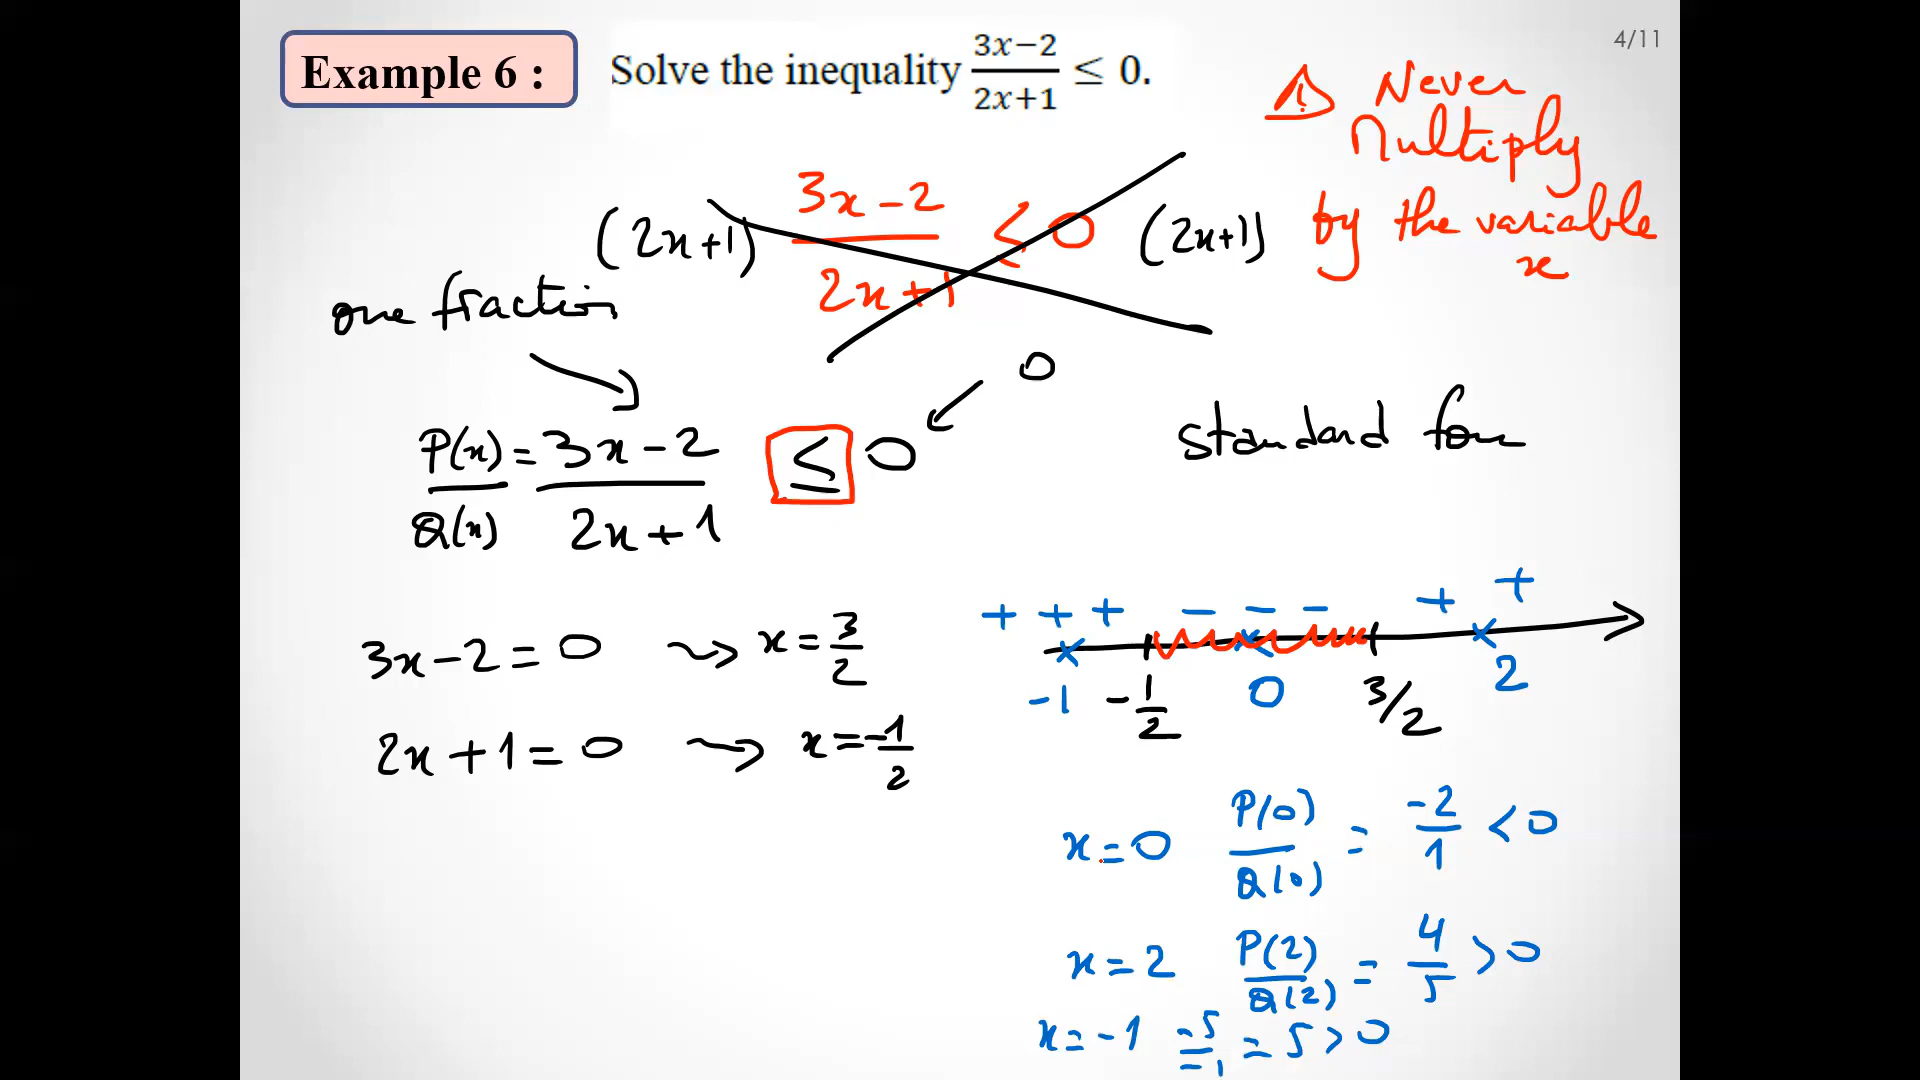 4/11
Example 6 :
Solve the inequality (3x−2)/(2x+1) ≤ 0.
⚠ Never
Multiply
by the variable
x
(2x+1) (3x−2)/(2x+1) ≤ 0 (2x+1)
one fraction
0
P(x)/Q(x) = (3x−2)/(2x+1) ≤ 0
standard form
+ + + − − − + +
-1 -1/2 0 3/2 2
3x−2=0 ⇝ x=3/2
2x+1=0 ⇝ x=-1/2
x=0 P(0)/Q(0) = -2/1 < 0
x=2 P(2)/Q(2) = 4/5 > 0
x=-1 -5/-1 = 5 > 0